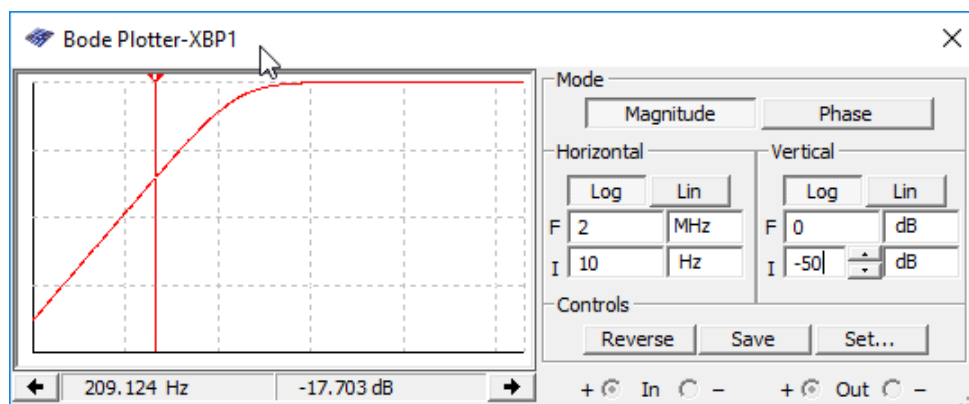 Bode Plotter-XBP1
Mode
Magnitude Phase
Horizontal Vertical
Log Lin Log Lin
F 2 MHz F 0 dB
I 10 Hz I -50 dB
Controls
Reverse Save Set...
209.124 Hz -17.703 dB + In - + Out -